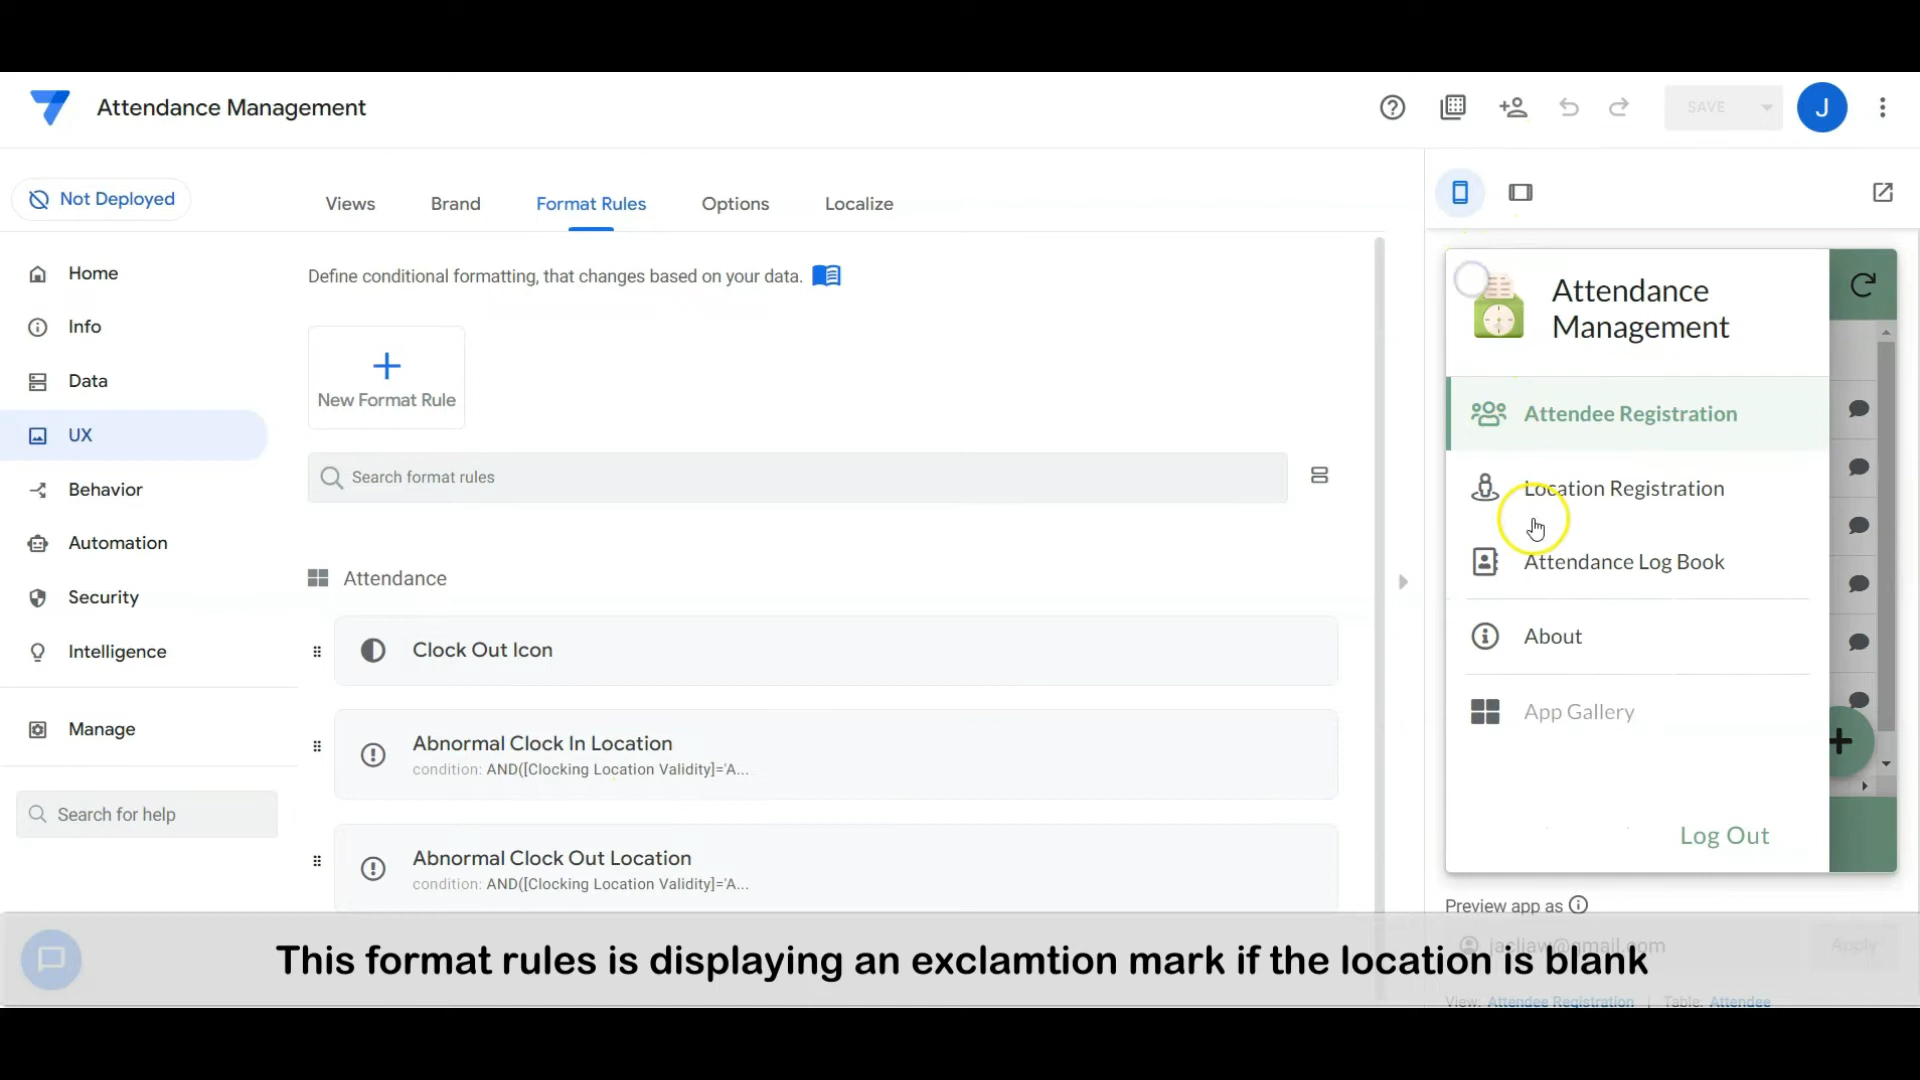 Attendance Management
SAVE
J
Not Deployed
Views
Brand
Format Rules
Options
Localize
Home
Info
Data
UX
Behavior
Automation
Security
Intelligence
Manage
Search for help
Define conditional formatting, that changes based on your data.
New Format Rule
Search format rules
Attendance
Clock Out Icon
Abnormal Clock In Location
condition: AND([Clocking Location Validity]='A...
Abnormal Clock Out Location
condition: AND([Clocking Location Validity]='A...
Attendance
Management
Attendee Registration
Location Registration
Attendance Log Book
About
App Gallery
Log Out
Preview app as
jacljaw@gmail.com
Apply
View: Attendee Registration | Table: Attendee
This format rules is displaying an exclamtion mark if the location is blank